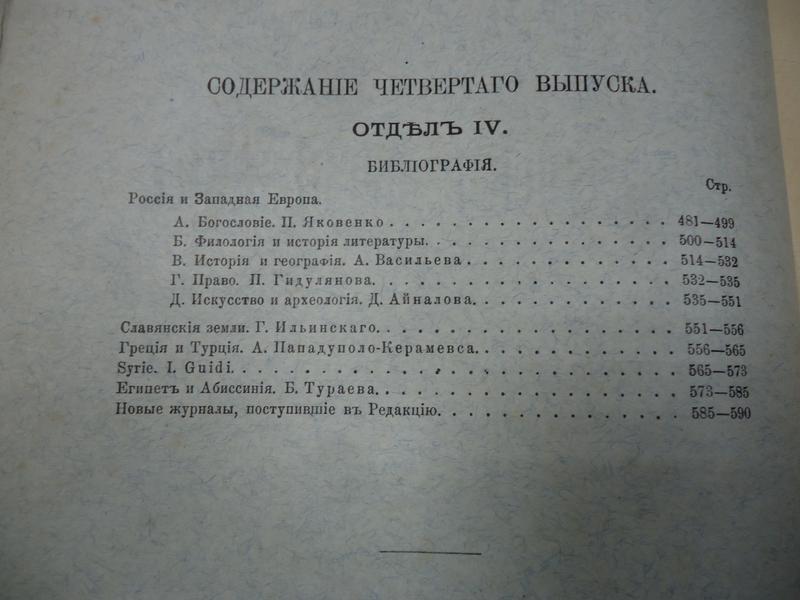 СОДЕРЖАНІЕ ЧЕТВЕРТАГО ВЫПУСКА.
ОТДѢЛЪ IV.
БИБЛІОГРАФІЯ.
Стр.
Россія и Западная Европа.
А. Богословіе. П. Яковенко . . . . . . . . . . . . . . . . 481—499
Б. Филологія и исторія литературы. . . . . . . . . . . . . . 500—514
В. Исторія и географія. А. Васильева . . . . . . . . . . . . 514—532
Г. Право. П. Гидулянова. . . . . . . . . . . . . . . . . 532—535
Д. Искусство и археологія. Д. Айналова. . . . . . . . . . . 535—551
Славянскія земли. Г. Ильинскаго. . . . . . . . . . . . . . . . 551—556
Греція и Турція. А. Пападуполо-Керамевса. . . . . . . . . . . 556—565
Syrie. I. Guidi. . . . . . . . . . . . . . . . . . . . . . . 565—573
Египетъ и Абиссинія. Б. Тураева. . . . . . . . . . . . . . . . 573—585
Новые журналы, поступившіе въ Редакцію. . . . . . . . . . . . . 585—590